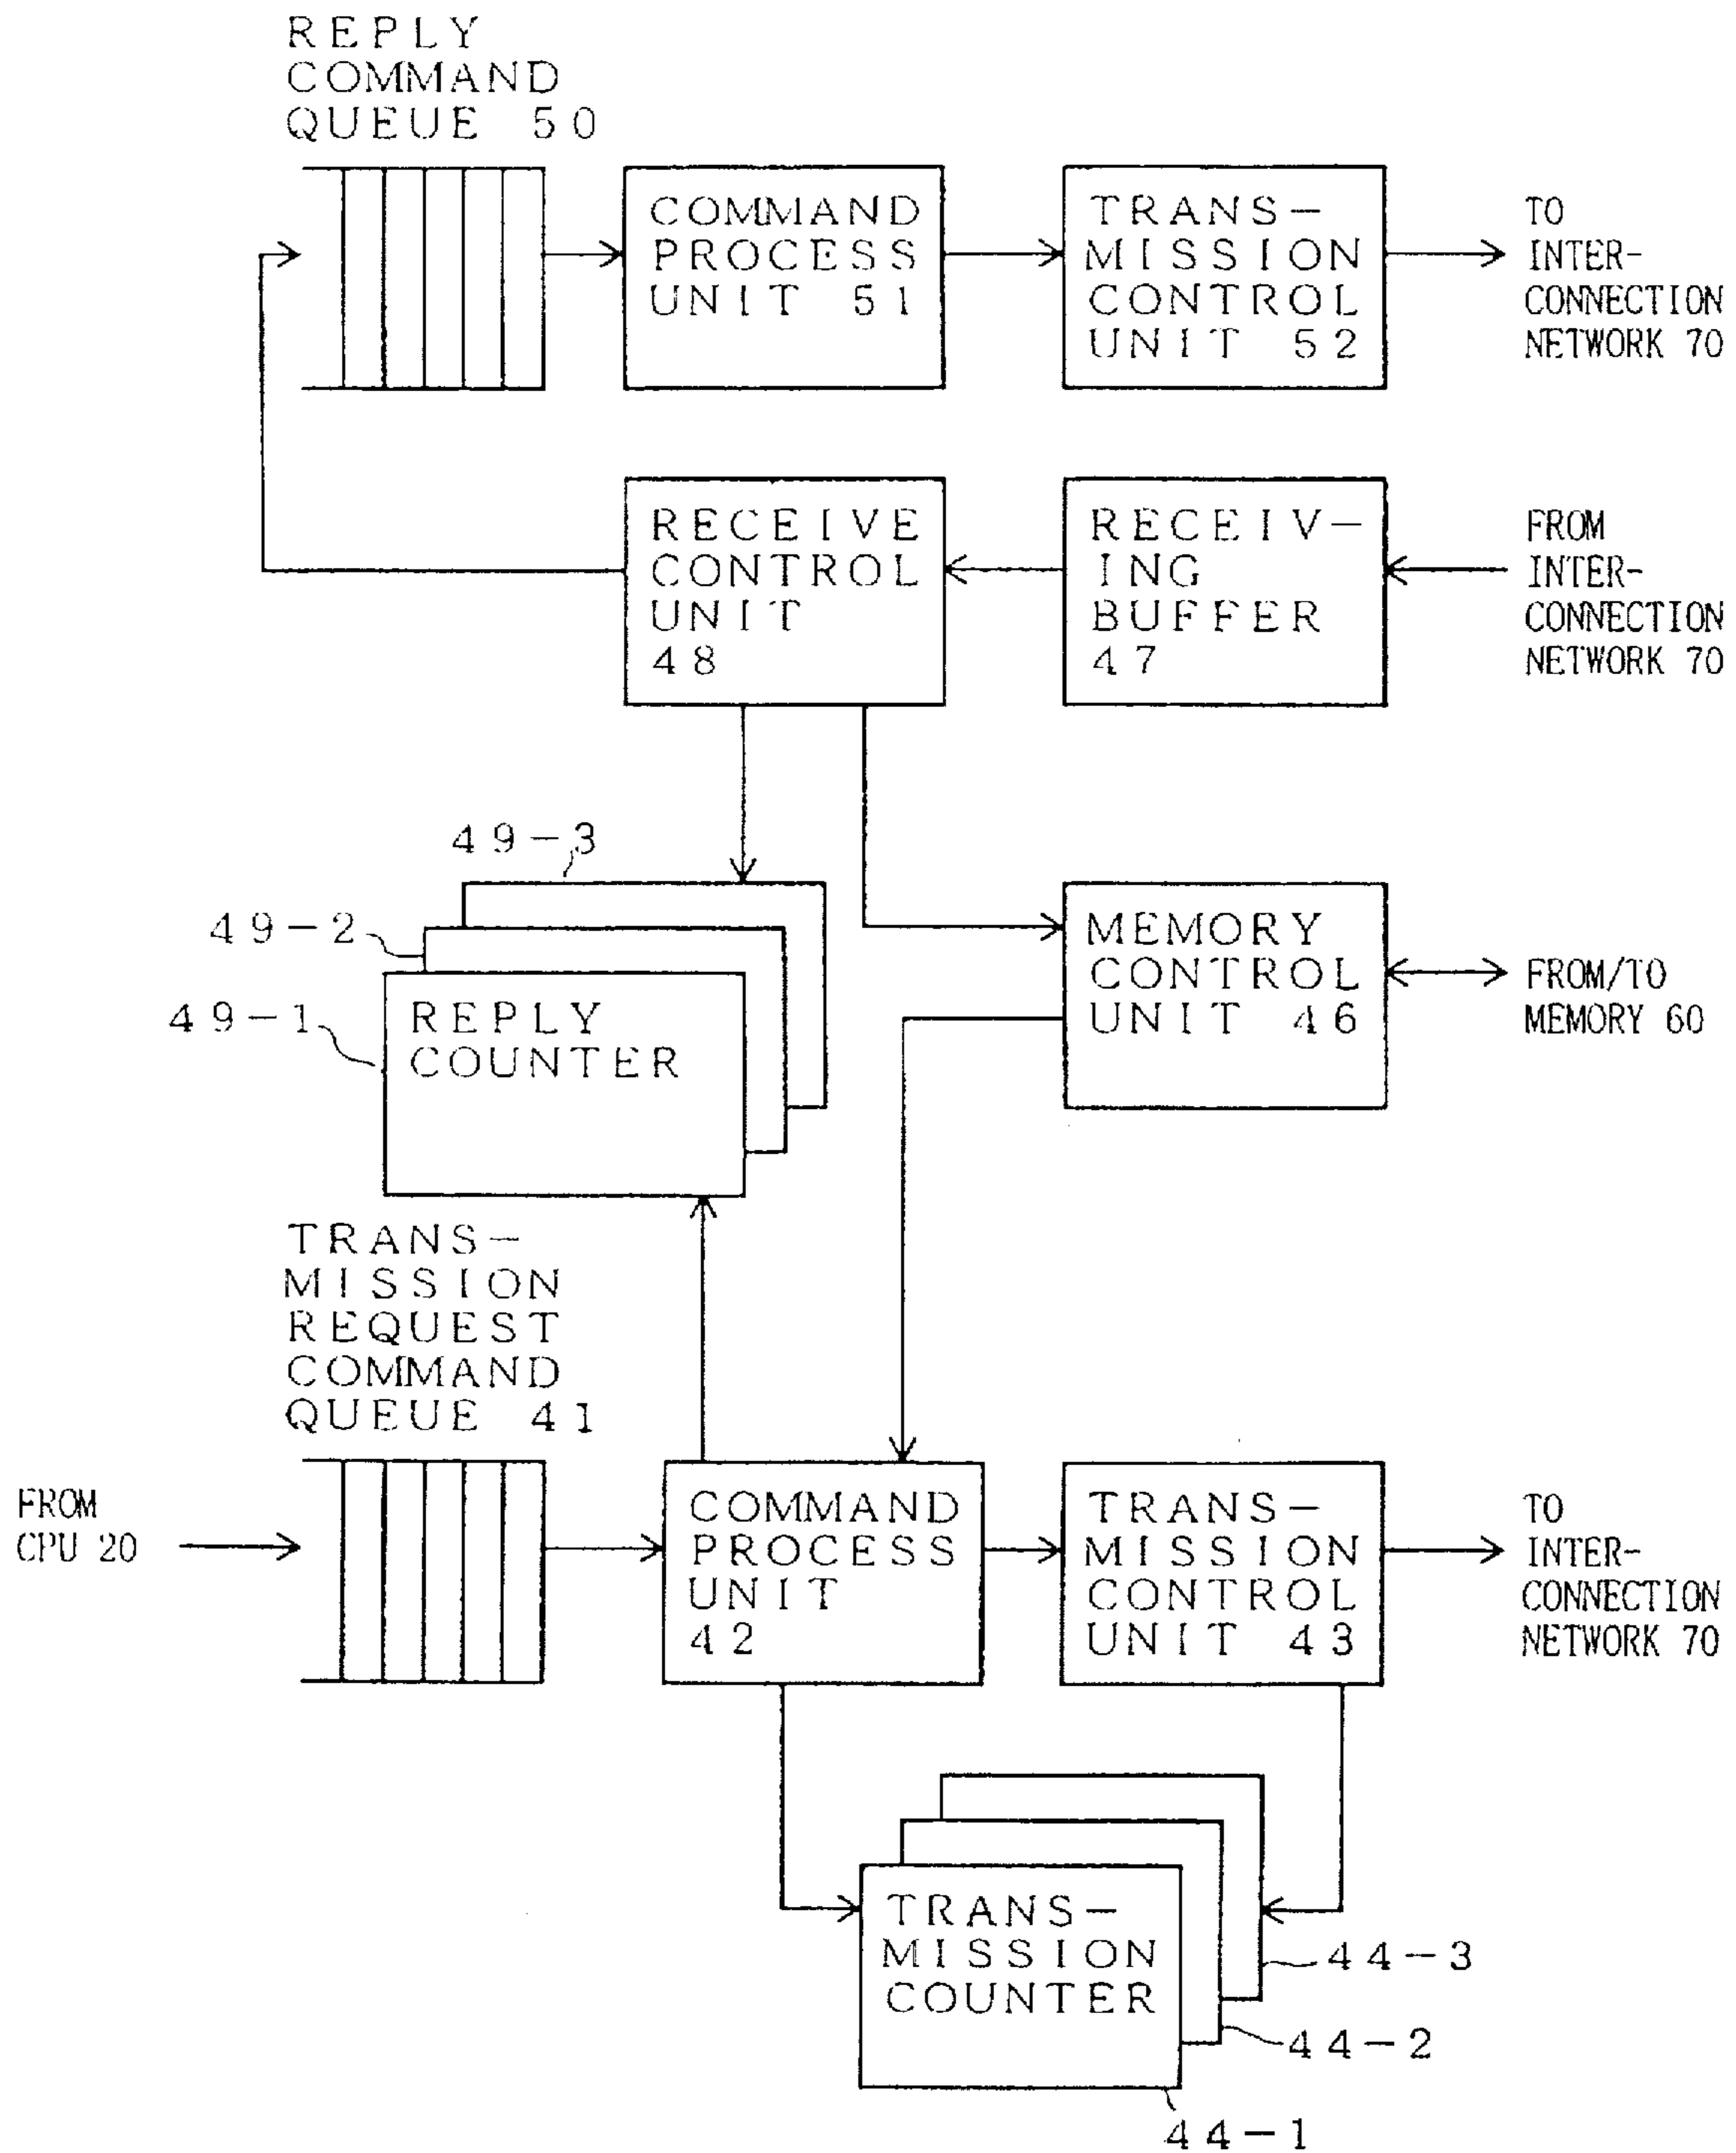 REPLY
COMMAND
QUEUE 50
COMMAND
PROCESS
UNIT 51
TRANS-
MISSION
CONTROL
UNIT 52
TO
INTER-
CONNECTION
NETWORK 70
RECEIVE
CONTROL
UNIT
48
RECEIV-
ING
BUFFER
47
FROM
INTER-
CONNECTION
NETWORK 70
49-3
49-2
49-1
REPLY
COUNTER
MEMORY
CONTROL
UNIT 46
FROM/TO
MEMORY 60
TRANS-
MISSION
REQUEST
COMMAND
QUEUE 41
FROM
CPU 20
COMMAND
PROCESS
UNIT
42
TRANS-
MISSION
CONTROL
UNIT 43
TO
INTER-
CONNECTION
NETWORK 70
TRANS-
MISSION
COUNTER
44-3
44-2
44-1